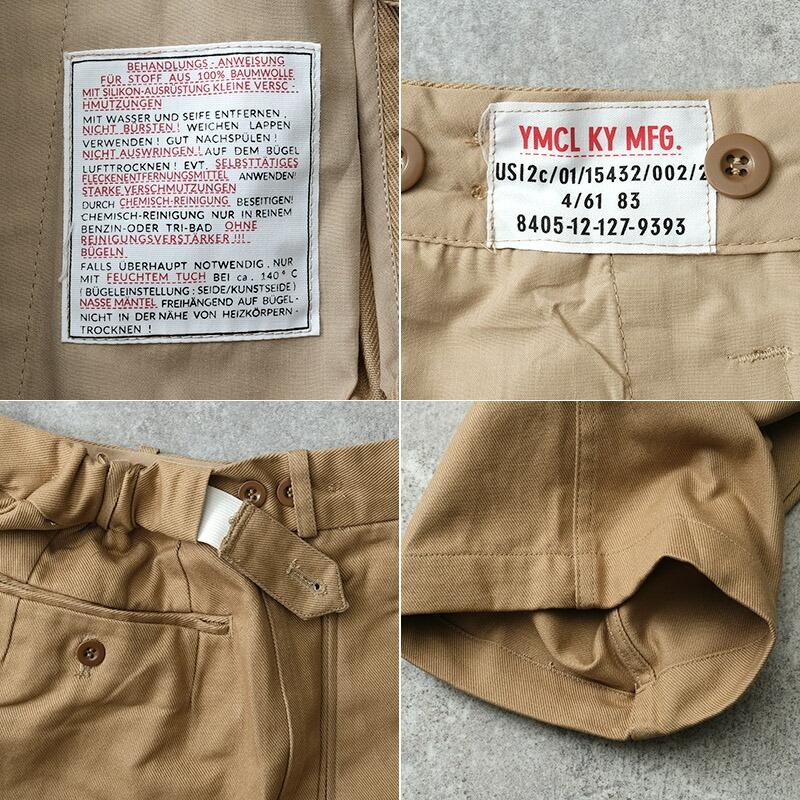 BEHANDLUNGS - ANWEISUNG
FÜR STOFF AUS 100% BAUMWOLLE
MIT SILIKON-AUSRÜSTUNG KLEINE VERSC -
HMÜTZUNGEN
MIT WASSER UND SEIFE ENTFERNEN .
NICHT BÜRSTEN ! WEICHEN LAPPEN
VERWENDEN ! GUT NACHSPÜLEN !
NICHT AUSWRINGEN ! AUF DEM BÜGEL
LUFTTROCKNEN ! EVT. SELBSTTÄTIGES
FLECKENENTFERNUNGSMITTEL ANWENDEN!
STARKE VERSCHMUTZUNGEN
DURCH CHEMISCH-REINIGUNG BESEITIGEN!
CHEMISCH-REINIGUNG NUR IN REINEM
BENZIN-ODER TRI-BAD OHNE
REINIGUNGSVERSTÄRKER !!!
BÜGELN
FALLS ÜBERHAUPT NOTWENDIG , NUR
MIT FEUCHTEM TUCH BEI ca. 140° C
( BÜGELEINSTELLUNG : SEIDE/KUNSTSEIDE )
NASSE MÄNTEL FREIHÄNGEND AUF BÜGEL -
NICHT IN DER NÄHE VON HEIZKÖRPERN -
TROCKNEN !
YMCL KY MFG.
USI2c/01/15432/002/2
4/61 83
8405-12-127-9393